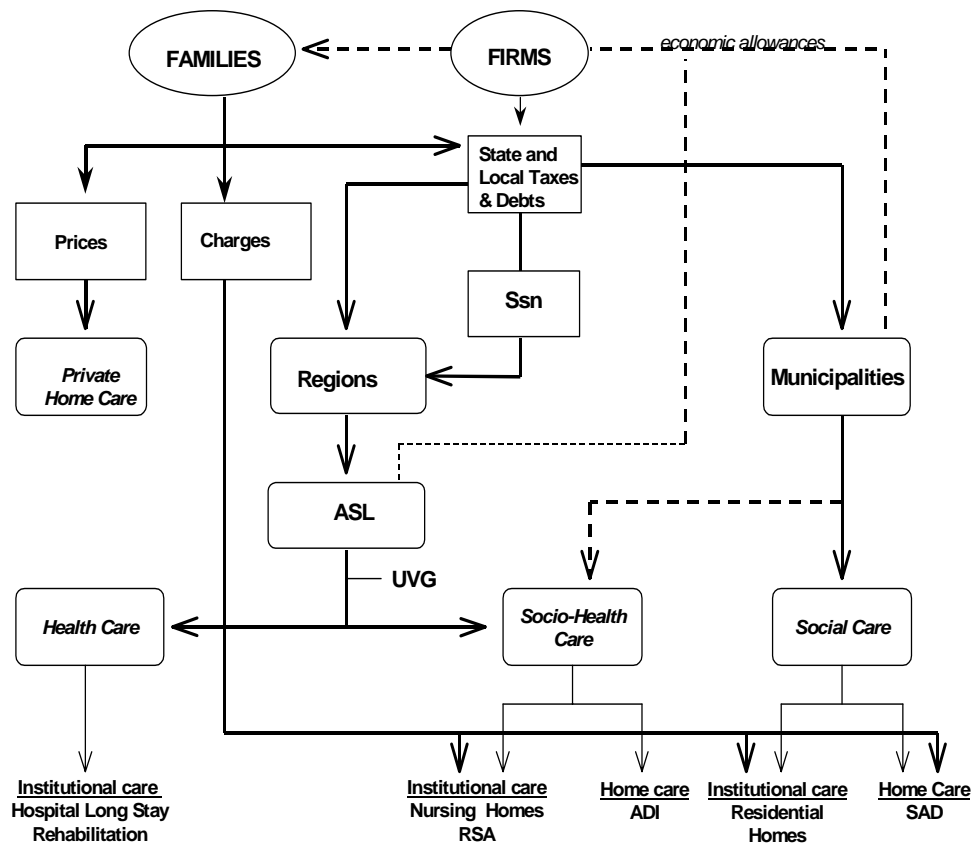 economic allowances
FAMILIES
FIRMS
State and
Local Taxes
& Debts
Prices
Charges
Ssn
Private
Home Care
Regions
Municipalities
ASL
UVG
Health Care
Socio-Health
Care
Social Care
Institutional care
Hospital Long Stay
Rehabilitation
Institutional care
Nursing Homes
RSA
Home care
ADI
Institutional care
Residential
Homes
Home Care
SAD